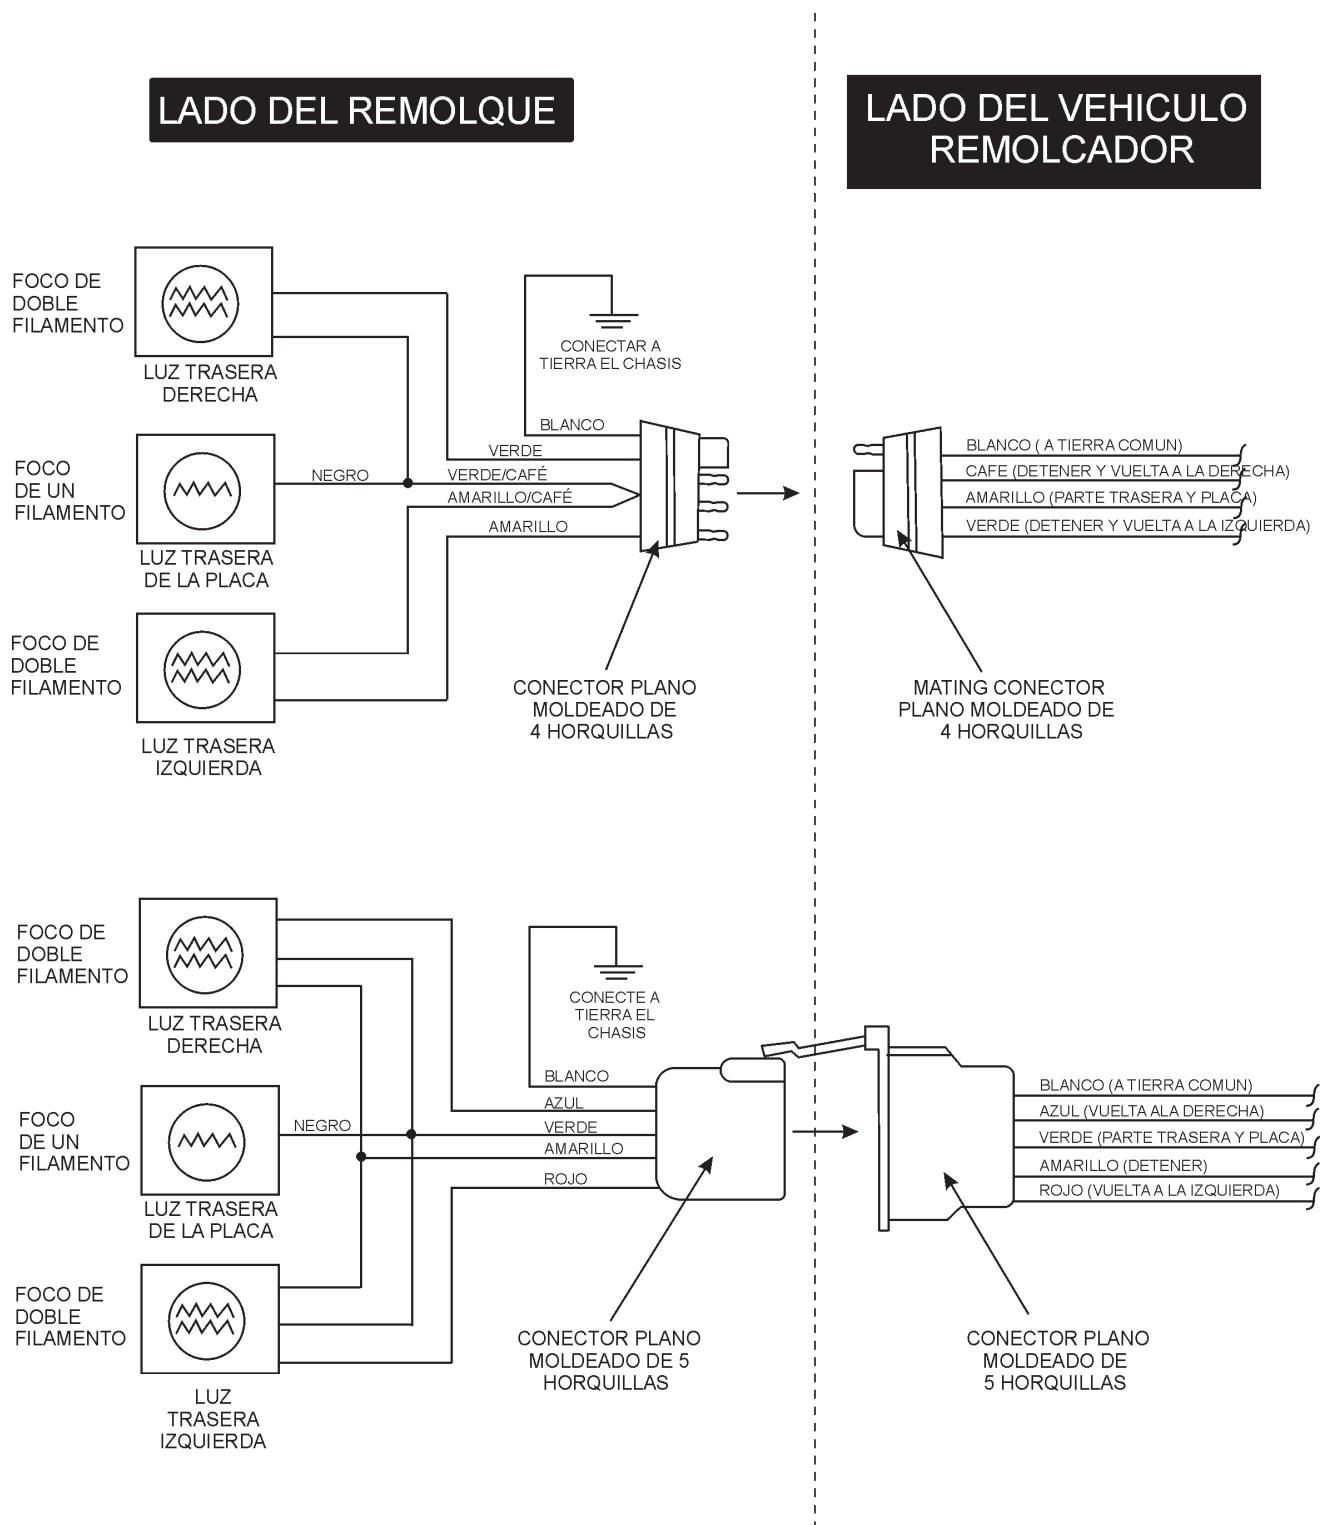 LADO DEL REMOLQUE
LADO DEL VEHICULO
REMOLCADOR
FOCO DE
DOBLE
FILAMENTO
LUZ TRASERA
DERECHA
FOCO
DE UN
FILAMENTO
LUZ TRASERA
DE LA PLACA
FOCO DE
DOBLE
FILAMENTO
LUZ TRASERA
IZQUIERDA
CONECTAR A
TIERRA EL CHASIS
BLANCO
VERDE
NEGRO
VERDE/CAFÉ
AMARILLO/CAFÉ
AMARILLO
CONECTOR PLANO
MOLDEADO DE
4 HORQUILLAS
BLANCO ( A TIERRA COMUN)
CAFE (DETENER Y VUELTA A LA DERECHA)
AMARILLO (PARTE TRASERA Y PLACA)
VERDE (DETENER Y VUELTA A LA IZQUIERDA)
MATING CONECTOR
PLANO MOLDEADO DE
4 HORQUILLAS
FOCO DE
DOBLE
FILAMENTO
LUZ TRASERA
DERECHA
FOCO
DE UN
FILAMENTO
LUZ TRASERA
DE LA PLACA
FOCO DE
DOBLE
FILAMENTO
LUZ
TRASERA
IZQUIERDA
CONECTE A
TIERRA EL
CHASIS
BLANCO
AZUL
NEGRO
VERDE
AMARILLO
ROJO
CONECTOR PLANO
MOLDEADO DE 5
HORQUILLAS
BLANCO (A TIERRA COMUN)
AZUL (VUELTA ALA DERECHA)
VERDE (PARTE TRASERA Y PLACA)
AMARILLO (DETENER)
ROJO (VUELTA A LA IZQUIERDA)
CONECTOR PLANO
MOLDEADO DE
5 HORQUILLAS